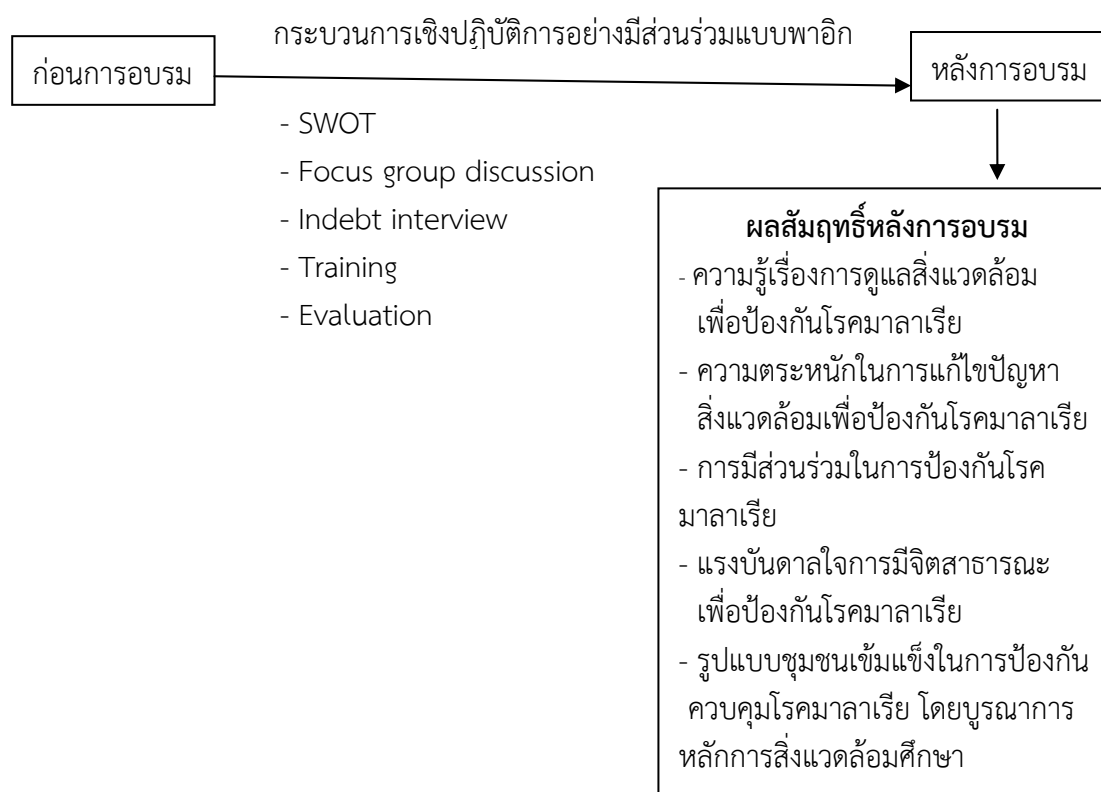 กระบวนการเชิงปฏิบัติการอย่างมีส่วนร่วมแบบพาอิก
ก่อนการอบรม
หลังการอบรม
- SWOT
- Focus group discussion
- Indebt interview
- Training
- Evaluation
ผลสัมฤทธิ์หลังการอบรม
- ความรู้เรื่องการดูแลสิ่งแวดล้อม
เพื่อป้องกันโรคมาลาเรีย
- ความตระหนักในการแก้ไขปัญหา
สิ่งแวดล้อมเพื่อป้องกันโรคมาลาเรีย
- การมีส่วนร่วมในการป้องกันโรค
มาลาเรีย
- แรงบันดาลใจการมีจิตสาธารณะ
เพื่อป้องกันโรคมาลาเรีย
- รูปแบบชุมชนเข้มแข็งในการป้องกัน
ควบคุมโรคมาลาเรีย โดยบูรณาการ
หลักการสิ่งแวดล้อมศึกษา